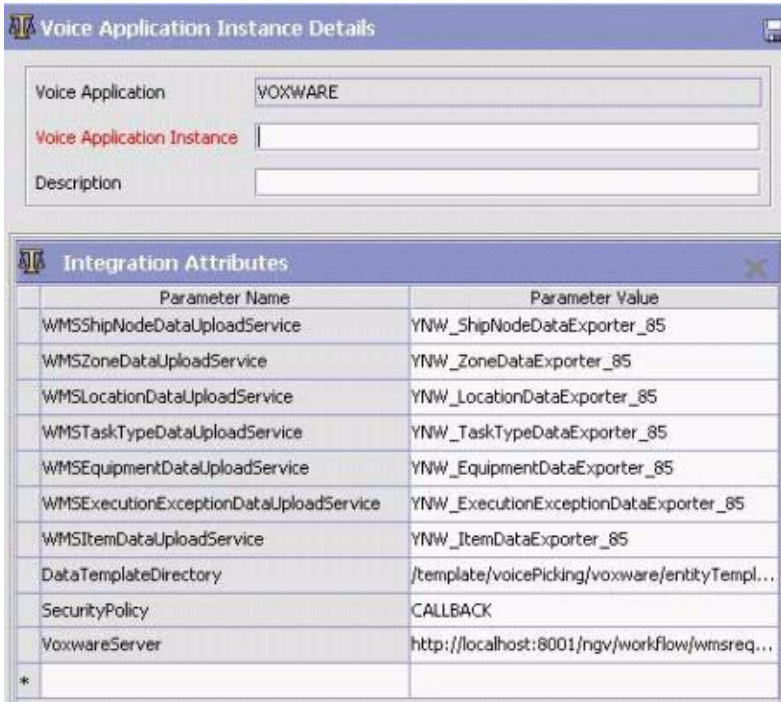 Voice Application Instance Details
Voice Application VOXWARE
Voice Application Instance
Description
Integration Attributes
Parameter Name Parameter Value
WMSShipNodeDataUploadService YNW_ShipNodeDataExporter_85
WMSZoneDataUploadService YNW_ZoneDataExporter_85
WMSLocationDataUploadService YNW_LocationDataExporter_85
WMSTaskTypeDataUploadService YNW_TaskTypeDataExporter_85
WMSEquipmentDataUploadService YNW_EquipmentDataExporter_85
WMSExecutionExceptionDataUploadService YNW_ExecutionExceptionDataExporter_85
WMSItemDataUploadService YNW_ItemDataExporter_85
DataTemplateDirectory /template/voicePicking/voxware/entityTempl...
SecurityPolicy CALLBACK
VoxwareServer http://localhost:8001/ngv/workflow/wmsreq...
*